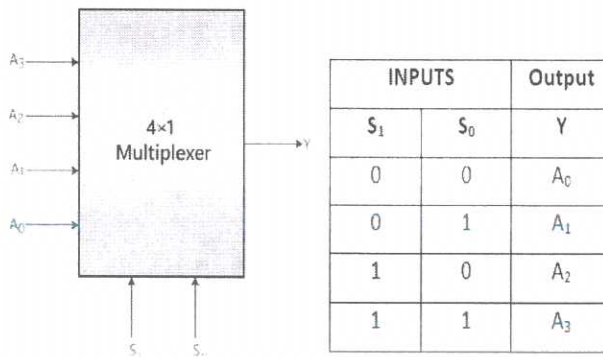 A₃
A₂
A₁
A₀
4×1
Multiplexer
Y
INPUTS Output
S₁ S₀ Y
0 0 A₀
0 1 A₁
1 0 A₂
1 1 A₃